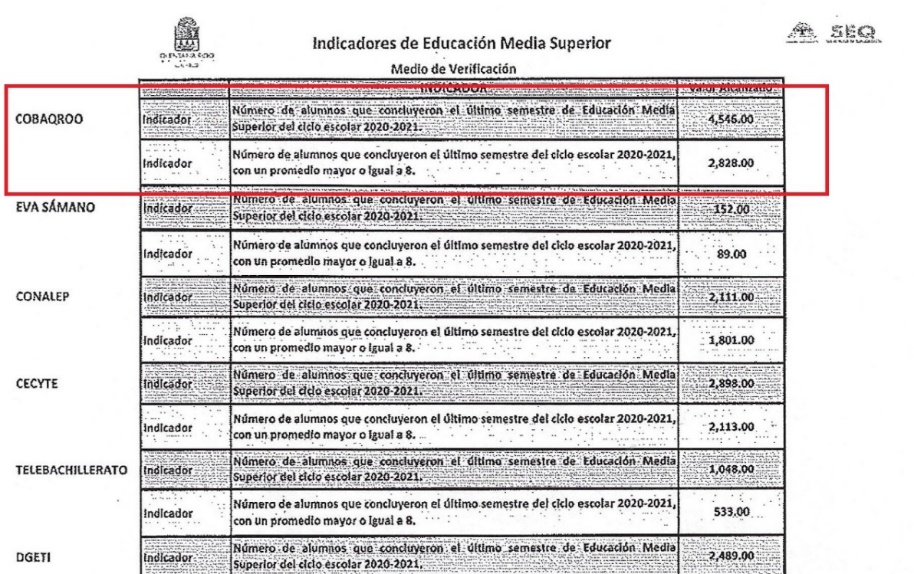 Indicadores de Educación Media Superior
SEQ
Medio de Verificación
INDICADOR Valor Alcanzado
COBAQROO Indicador Número de alumnos que concluyeron el último semestre de Educación Media
Superior del ciclo escolar 2020-2021. 4,546.00
Indicador Número de alumnos que concluyeron el último semestre del ciclo escolar 2020-2021,
con un promedio mayor o igual a 8. 2,828.00
EVA SÁMANO Indicador Número de alumnos que concluyeron el último semestre de Educación Media
Superior del ciclo escolar 2020-2021. 152.00
Indicador Número de alumnos que concluyeron el último semestre del ciclo escolar 2020-2021,
con un promedio mayor o igual a 8. 89.00
CONALEP Indicador Número de alumnos que concluyeron el último semestre de Educación Media
Superior del ciclo escolar 2020-2021. 2,111.00
Indicador Número de alumnos que concluyeron el último semestre del ciclo escolar 2020-2021,
con un promedio mayor o igual a 8. 1,801.00
CECYTE Indicador Número de alumnos que concluyeron el último semestre de Educación Media
Superior del ciclo escolar 2020-2021. 2,898.00
Indicador Número de alumnos que concluyeron el último semestre del ciclo escolar 2020-2021,
con un promedio mayor o igual a 8. 2,113.00
TELEBACHILLERATO Indicador Número de alumnos que concluyeron el último semestre de Educación Media
Superior del ciclo escolar 2020-2021. 1,048.00
Indicador Número de alumnos que concluyeron el último semestre del ciclo escolar 2020-2021,
con un promedio mayor o igual a 8. 533.00
DGETI Indicador Número de alumnos que concluyeron el último semestre de Educación Media
Superior del ciclo escolar 2020-2021. 2,489.00